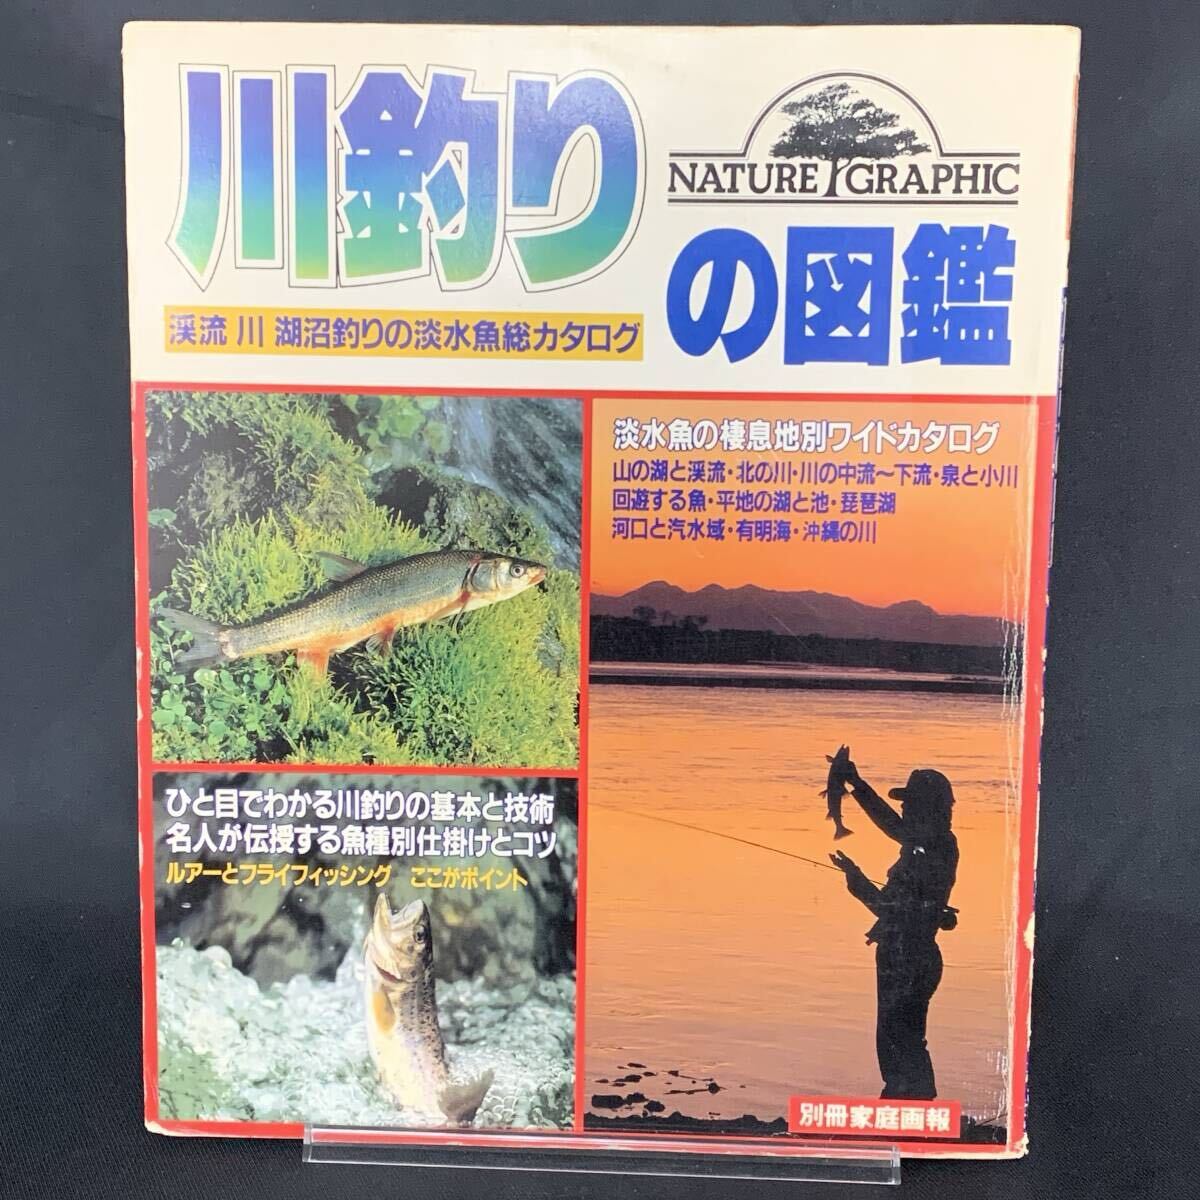 川釣り
NATURE GRAPHIC
の図鑑
渓流 川 湖沼釣りの淡水魚総カタログ
淡水魚の棲息地別ワイドカタログ
山の湖と渓流・北の川・川の中流〜下流・泉と小川
回遊する魚・平地の湖と池・琵琶湖
河口と汽水域・有明海・沖縄の川
ひと目でわかる川釣りの基本と技術
名人が伝授する魚種別仕掛けとコツ
ルアーとフライフィッシング ここがポイント
別冊家庭画報